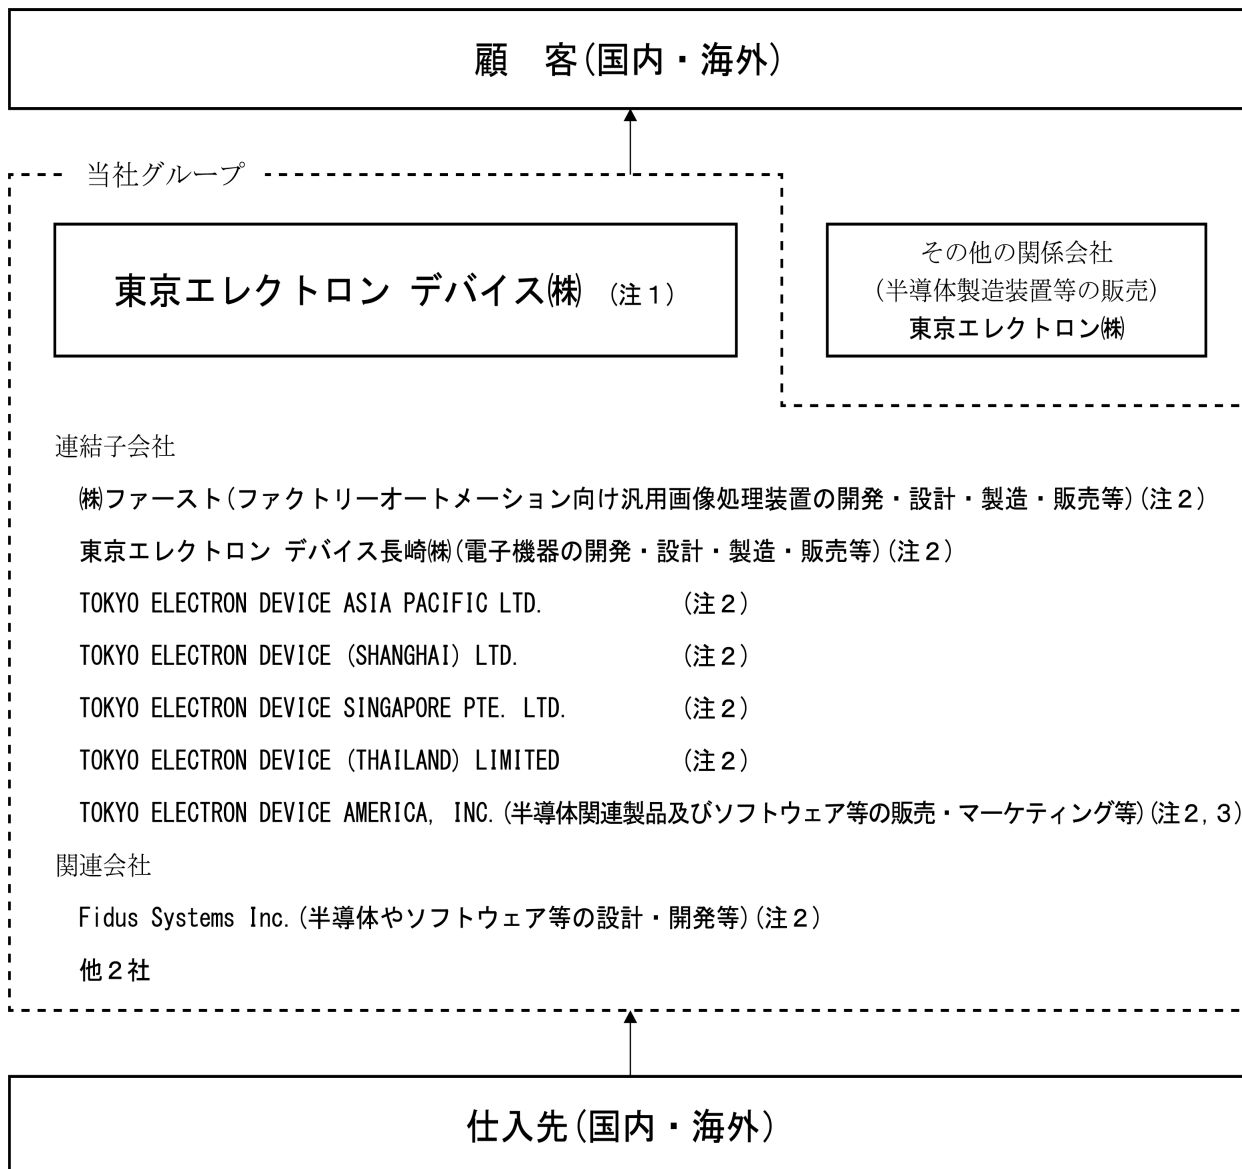 顧　客(国内・海外)
当社グループ
東京エレクトロン デバイス㈱ (注１)
その他の関係会社
(半導体製造装置等の販売)
東京エレクトロン㈱
連結子会社
㈱ファースト(ファクトリーオートメーション向け汎用画像処理装置の開発・設計・製造・販売等)(注２)
東京エレクトロン デバイス長崎㈱(電子機器の開発・設計・製造・販売等)(注２)
TOKYO ELECTRON DEVICE ASIA PACIFIC LTD. (注２)
TOKYO ELECTRON DEVICE (SHANGHAI) LTD. (注２)
TOKYO ELECTRON DEVICE SINGAPORE PTE. LTD. (注２)
TOKYO ELECTRON DEVICE (THAILAND) LIMITED (注２)
TOKYO ELECTRON DEVICE AMERICA, INC.(半導体関連製品及びソフトウェア等の販売・マーケティング等)(注２,３)
関連会社
Fidus Systems Inc.(半導体やソフトウェア等の設計・開発等)(注２)
他２社
仕入先(国内・海外)